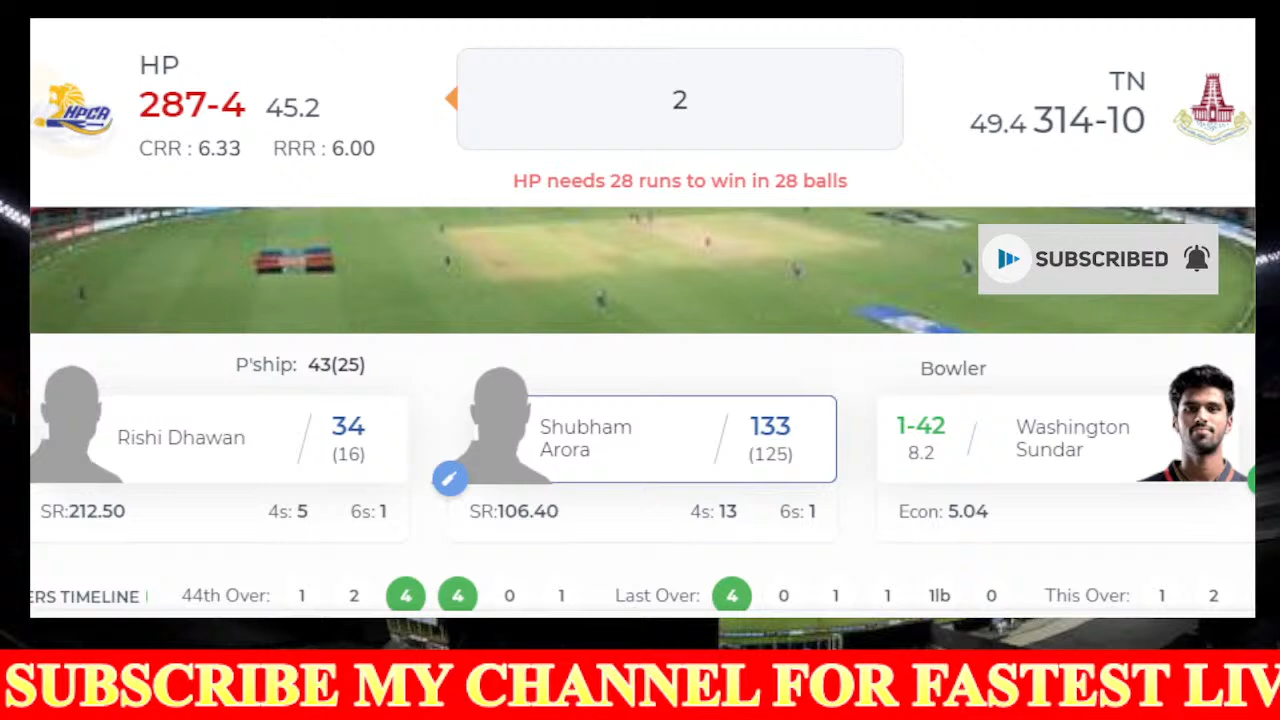 HP
287-4 45.2
CRR : 6.33 RRR : 6.00
HPCA
2
HP needs 28 runs to win in 28 balls
TN
49.4 314-10
SUBSCRIBED
P'ship: 43(25)
Rishi Dhawan
34
(16)
SR:212.50 4s: 5 6s: 1
Shubham
Arora
133
(125)
SR:106.40 4s: 13 6s: 1
Bowler
1-42
8.2
Washington
Sundar
Econ: 5.04
ERS TIMELINE 44th Over: 1 2 4 4 0 1 Last Over: 4 0 1 1 1lb 0 This Over: 1 2
SUBSCRIBE MY CHANNEL FOR FASTEST LIV